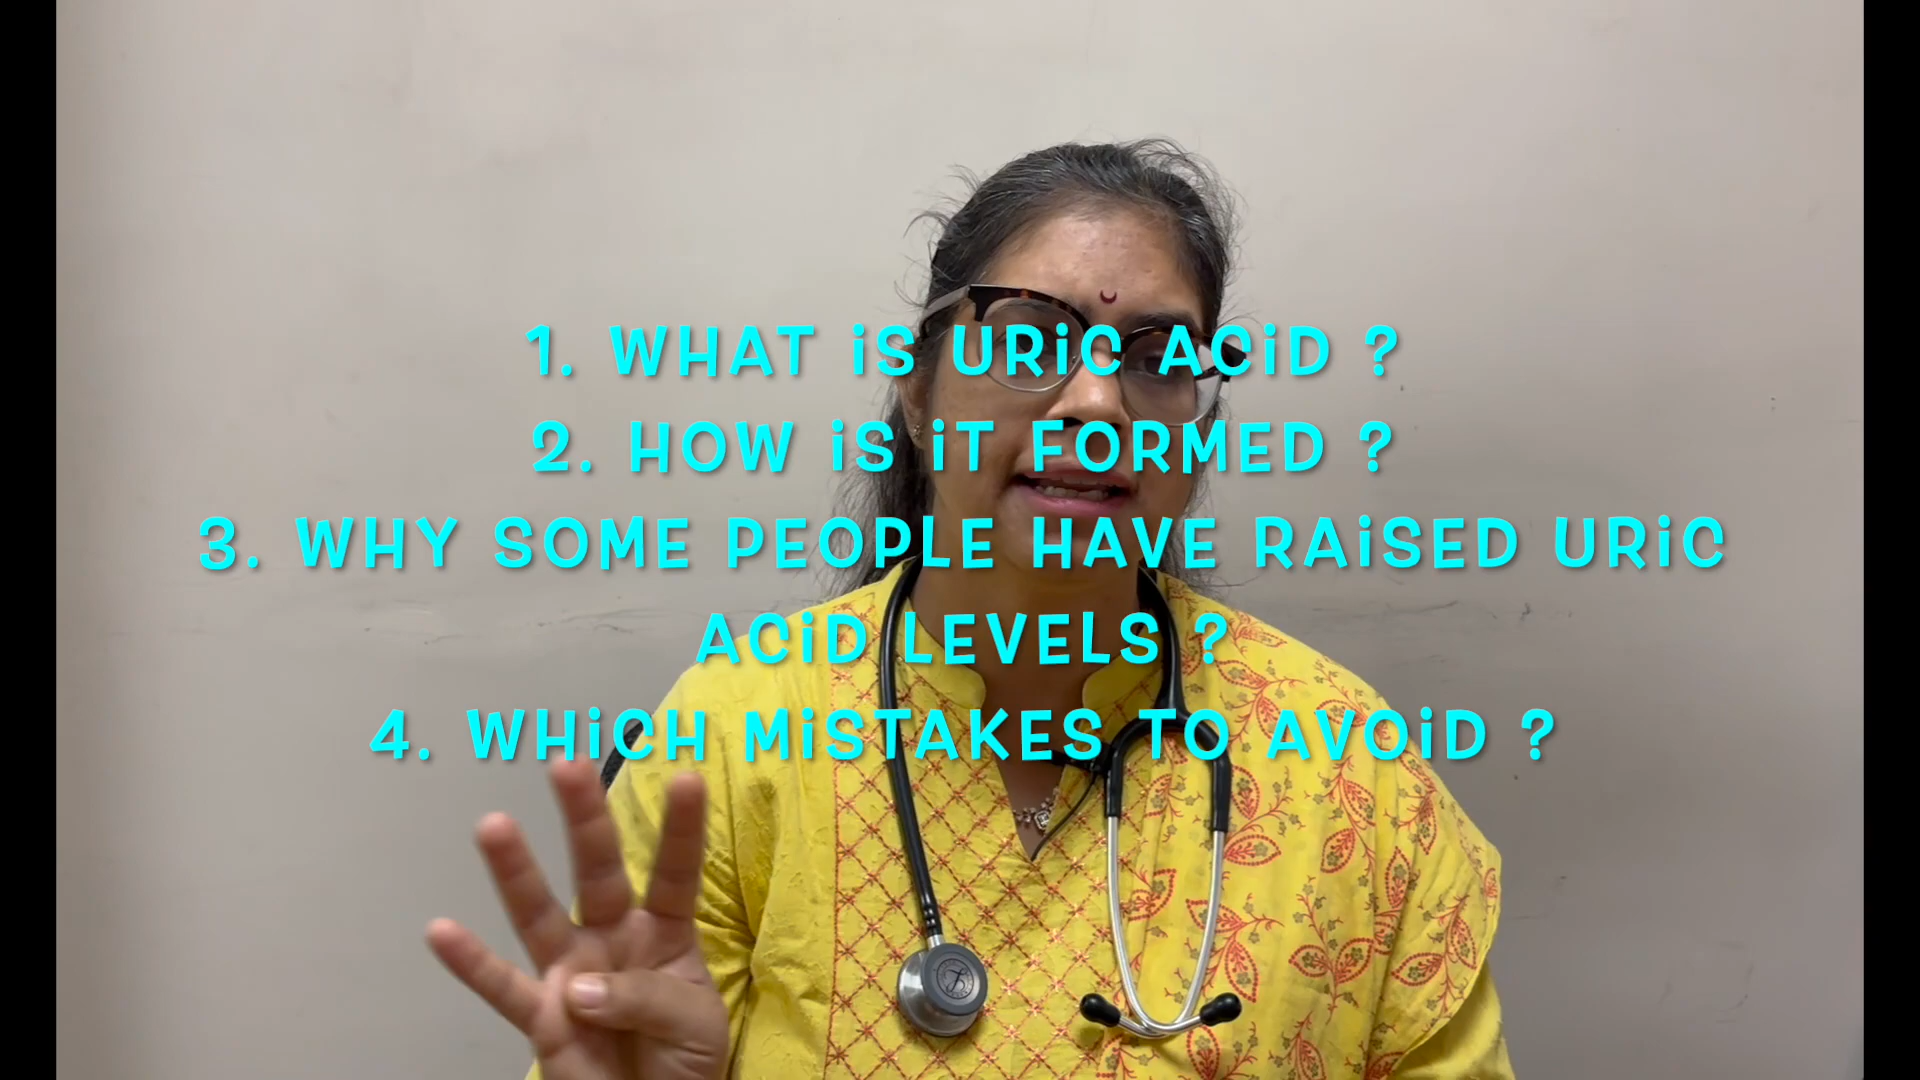 1. WHAT iS URiC ACiD ?
2. HOW iS iT FORMED ?
3. WHY SOME PEOPLE HAVE RAiSED URiC
ACiD LEVELS ?
4. WHiCH MiSTAKES TO AVOiD ?